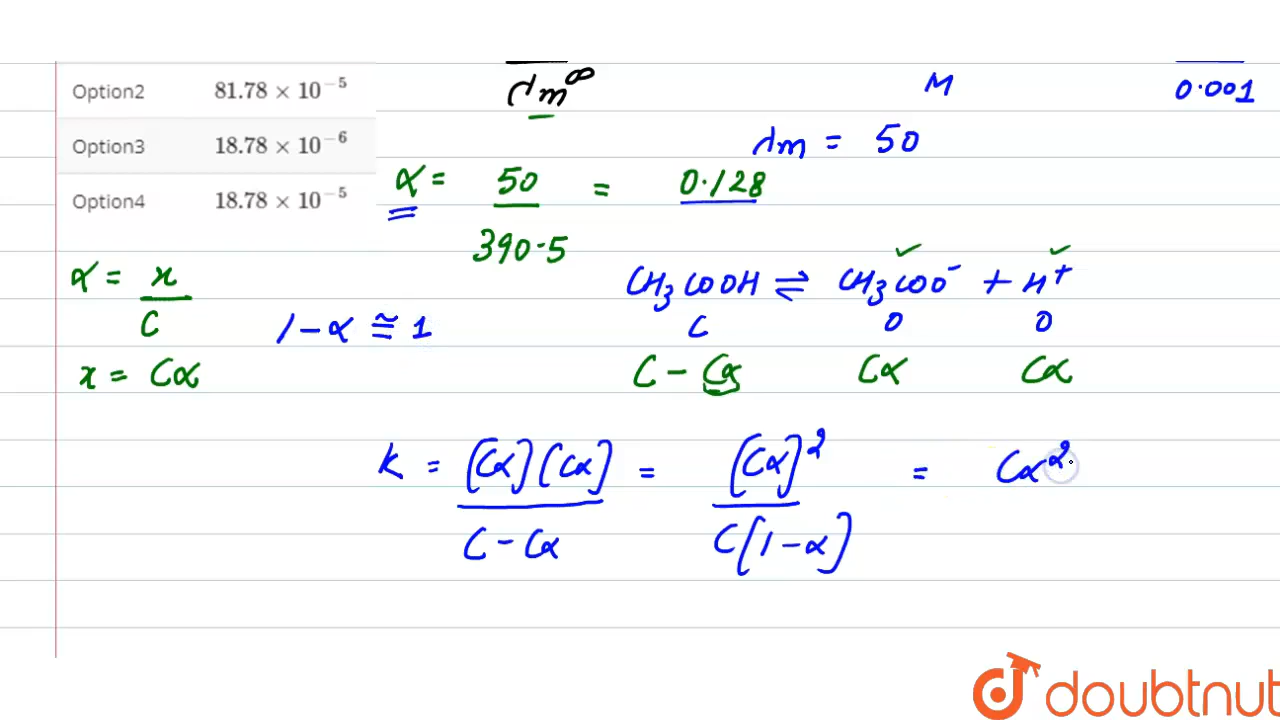 Option2 81.78 × 10⁻⁵
λm^∞
M
0.001
Option3 18.78 × 10⁻⁶
λm = 50
Option4 18.78 × 10⁻⁵
α = 50 / 390.5 = 0.128
α = x / C
CH₃COOH ⇌ CH₃COO⁻ + H⁺
1 - α ≅ 1
C 0 0
x = Cα
C - Cα Cα Cα
K = [Cα][Cα] / C - Cα = [Cα]² / C[1 - α] = Cα²
doubtnut